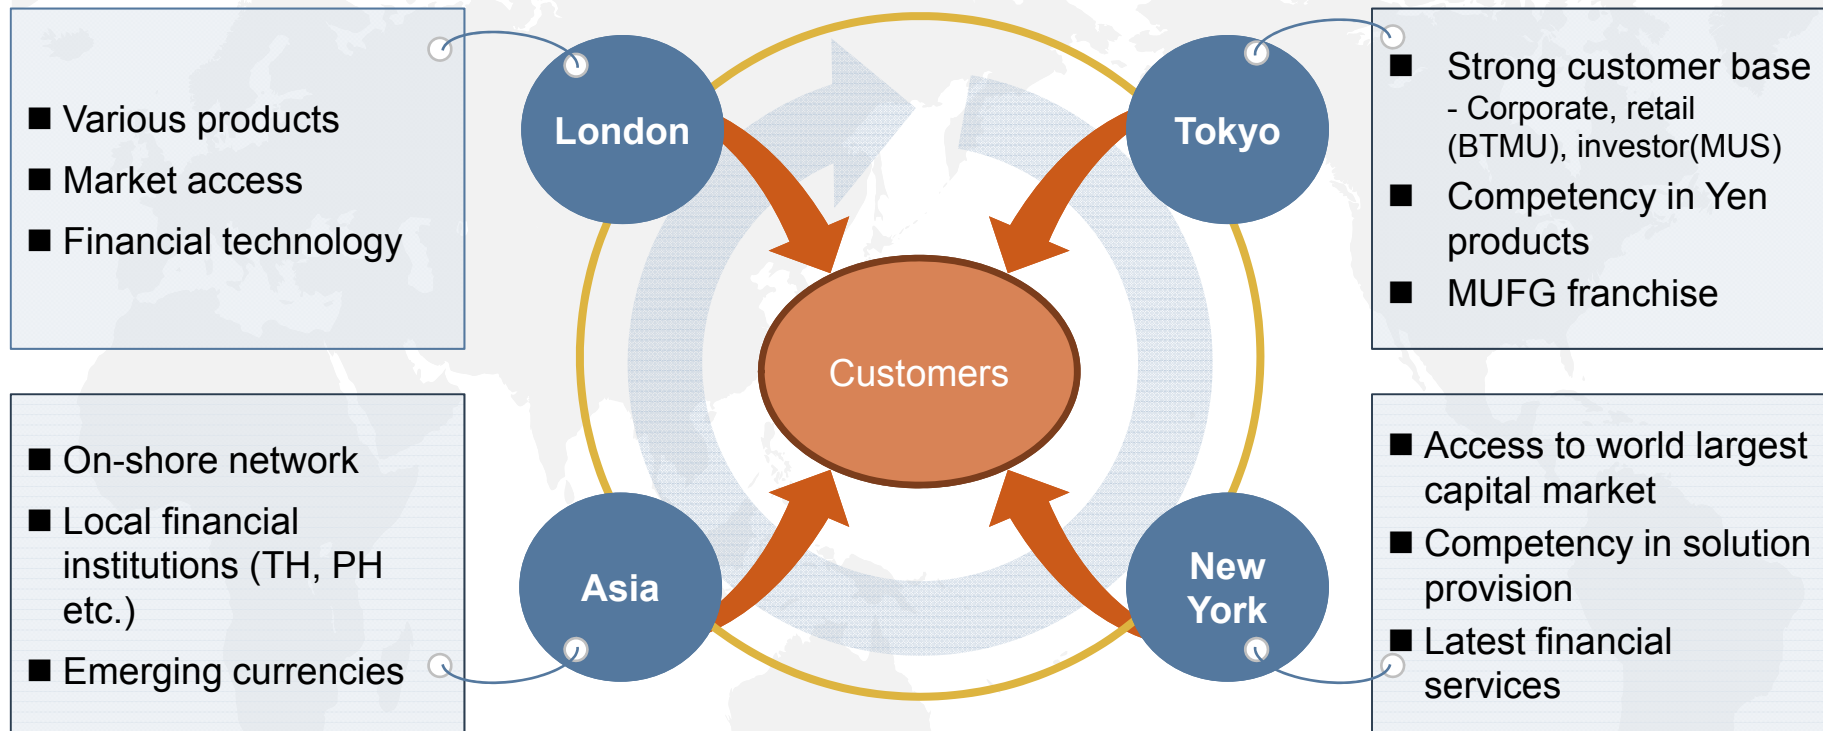 ■ Various products
■ Market access
■ Financial technology
London
Tokyo
■ Strong customer base
- Corporate, retail
(BTMU), investor(MUS)
■ Competency in Yen
products
■ MUFG franchise
Customers
■ On-shore network
■ Local financial
institutions (TH, PH
etc.)
■ Emerging currencies
Asia
New
York
■ Access to world largest
capital market
■ Competency in solution
provision
■ Latest financial
services